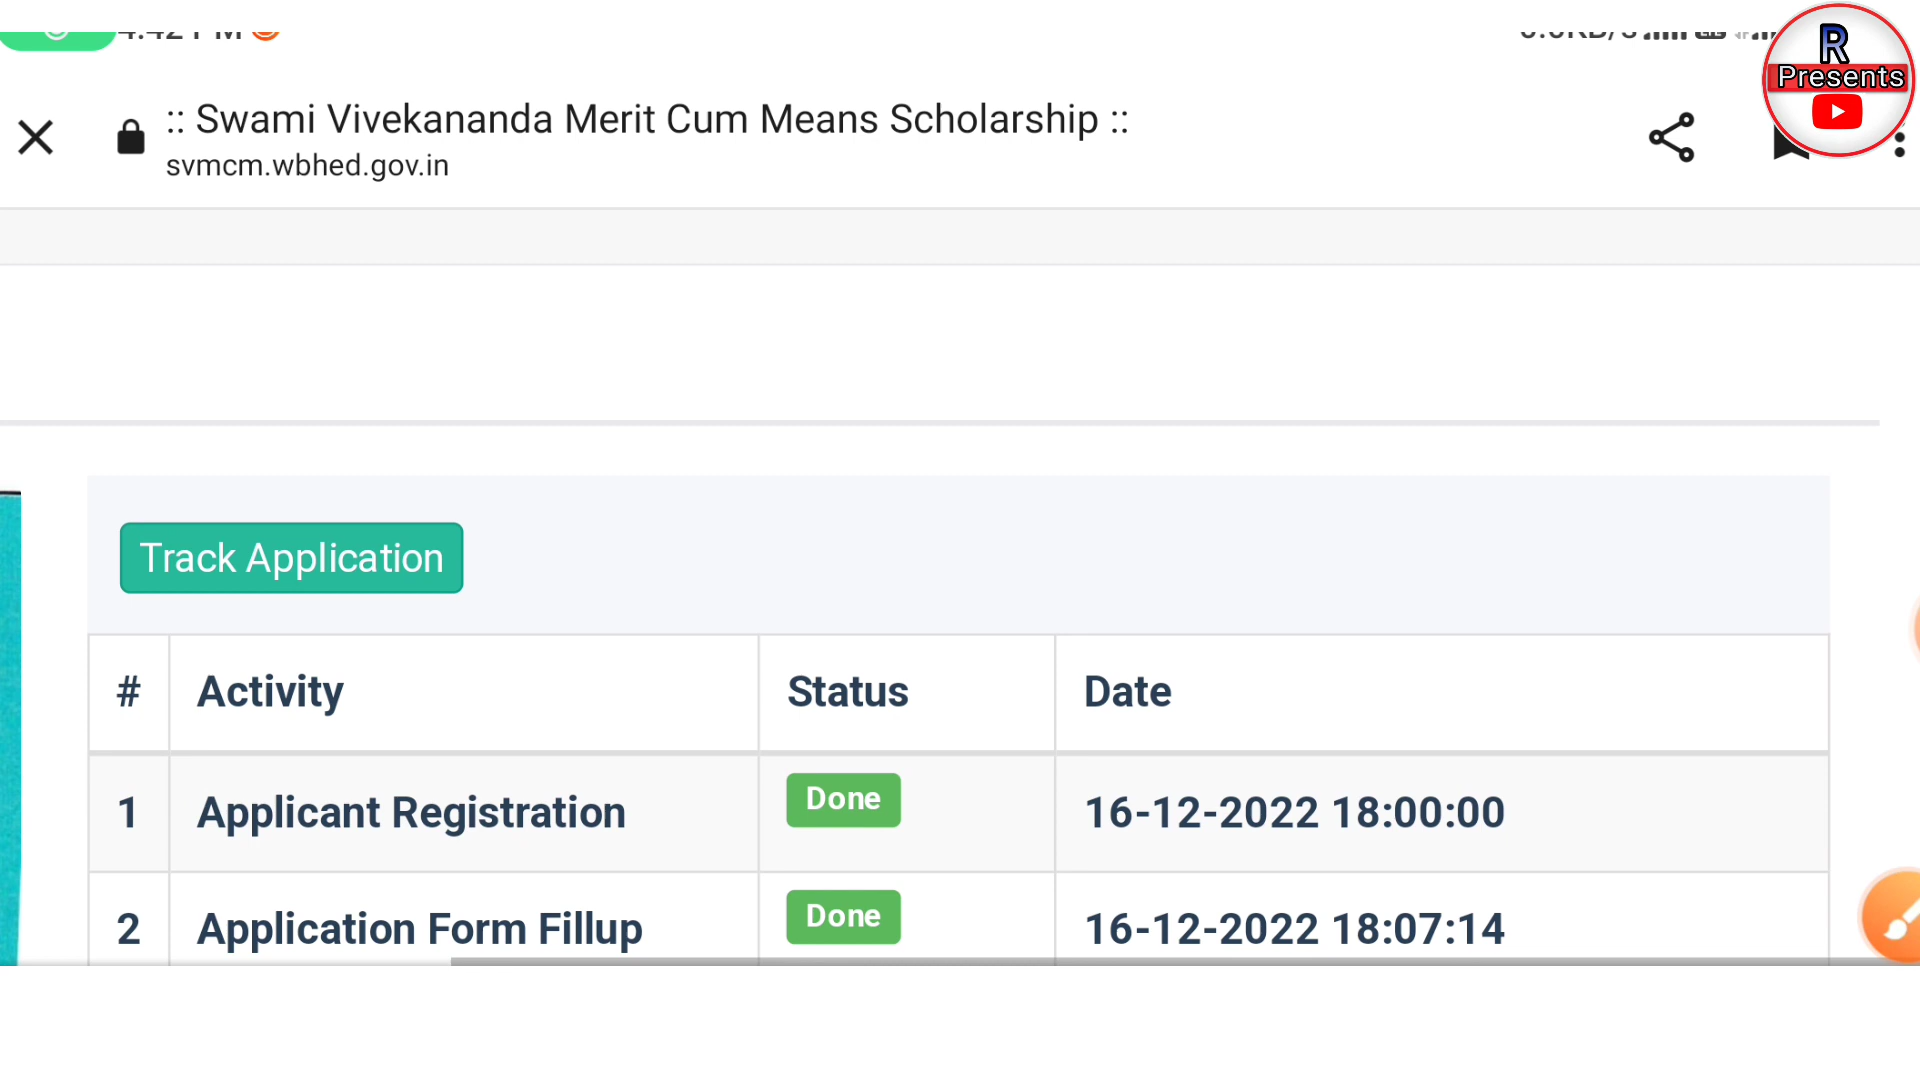 R
Presents
:: Swami Vivekananda Merit Cum Means Scholarship ::
svmcm.wbhed.gov.in
Track Application
# Activity Status Date
1 Applicant Registration Done 16-12-2022 18:00:00
2 Application Form Fillup Done 16-12-2022 18:07:14